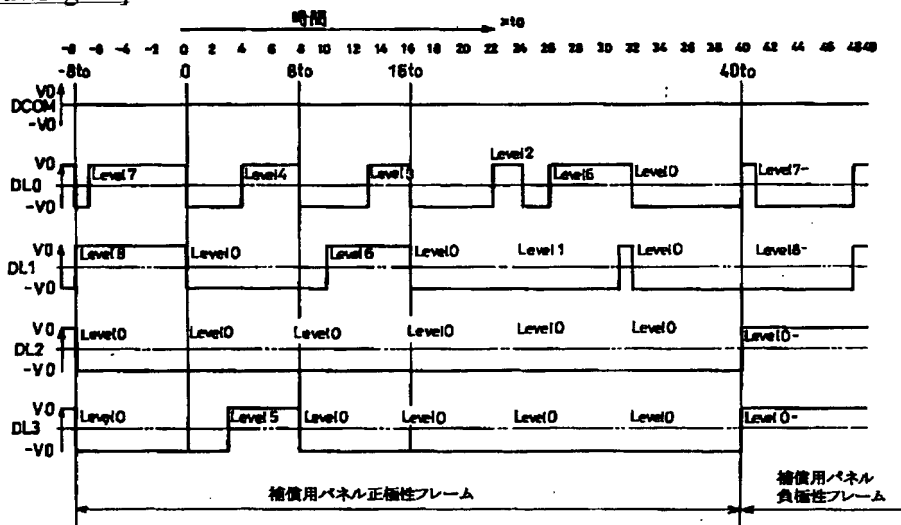 時間 ×to
-8 -6 -4 -2 0 2 4 6 8 10 12 14 16 18 20 22 24 26 28 30 32 34 36 38 40 42 44 46 48 49
-8to 0 8to 16to 40to
V0
DCOM
-V0
V0 Level7 Level4 Level3 Level2 Level6 Level0 Level7-
DL0
-V0
V0 Level8 Level0 Level6 Level0 Level1 Level0 Level8-
DL1
-V0
V0 Level0 Level0 Level0 Level0 Level0 Level0 Level0-
DL2
-V0
V0 Level0 Level5 Level0 Level0 Level0 Level0 Level0-
DL3
-V0
補償用パネル正極性フレーム
補償用パネル
負極性フレーム